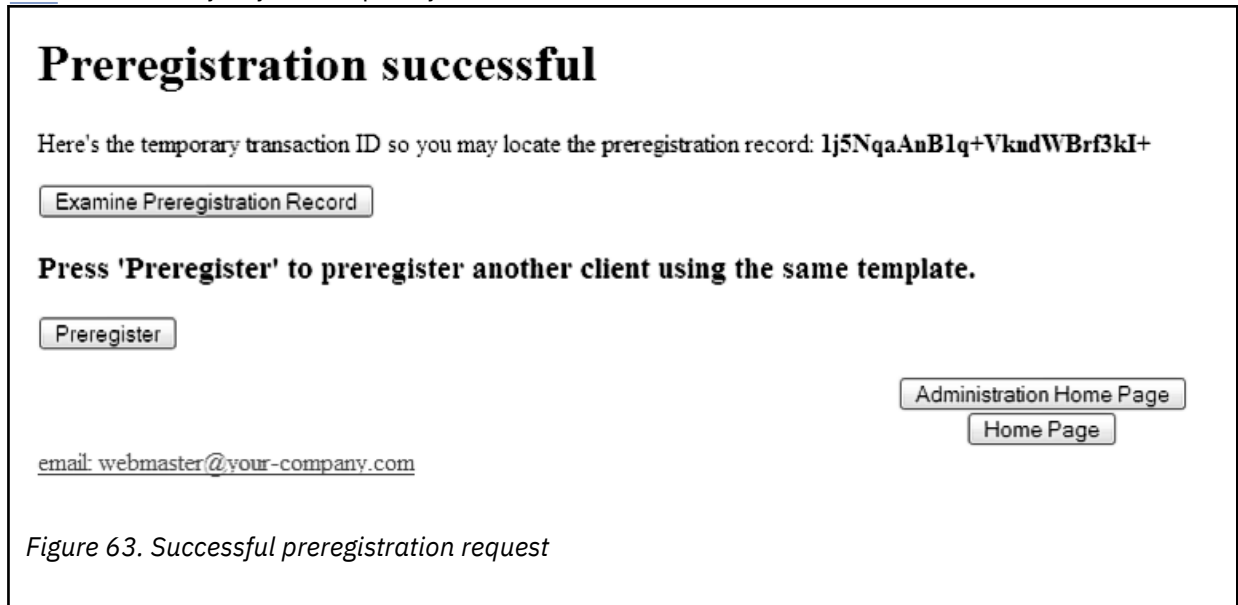 Preregistration successful
Here's the temporary transaction ID so you may locate the preregistration record: 1j5NqaAnB1q+VkndWBrf3kI+
Examine Preregistration Record
Press 'Preregister' to preregister another client using the same template.
Preregister
Administration Home Page
Home Page
email: webmaster@your-company.com
Figure 63. Successful preregistration request